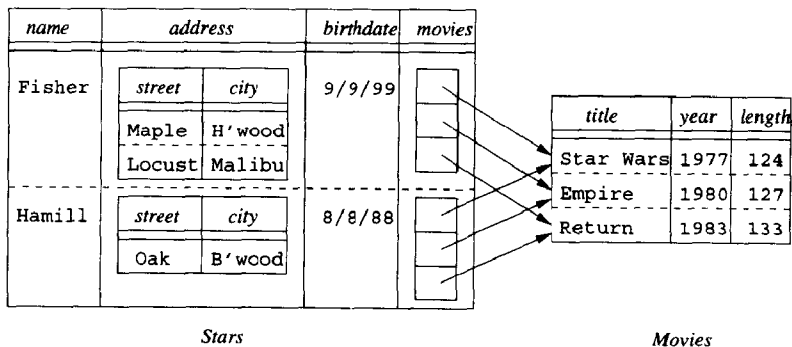 name address birthdate movies
Fisher street city 9/9/99
Maple H'wood
Locust Malibu
Hamill street city 8/8/88
Oak B'wood
Stars
title year length
Star Wars 1977 124
Empire 1980 127
Return 1983 133
Movies